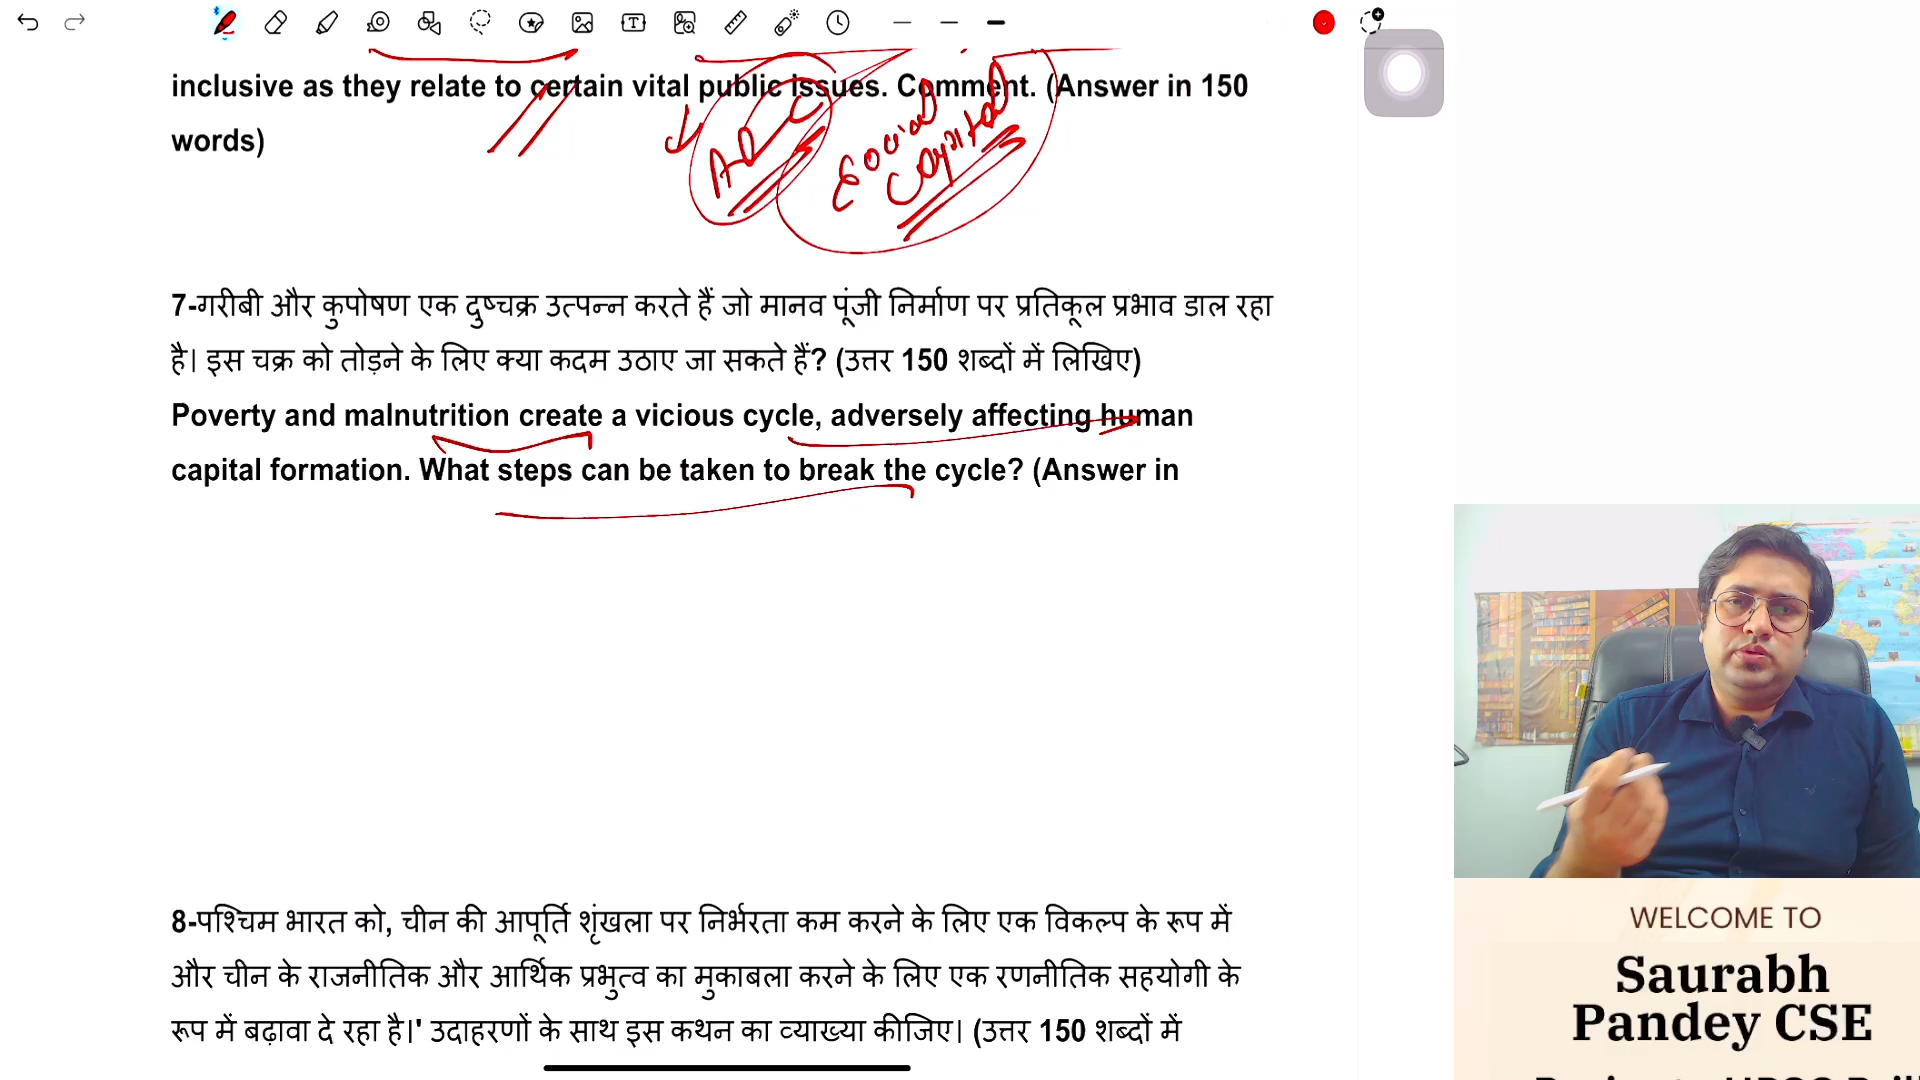 inclusive as they relate to certain vital public issues. Comment. (Answer in 150
words)
ARC
Social
Capital
7-गरीबी और कुपोषण एक दुष्चक्र उत्पन्न करते हैं जो मानव पूंजी निर्माण पर प्रतिकूल प्रभाव डाल रहा
है। इस चक्र को तोड़ने के लिए क्या कदम उठाए जा सकते हैं? (उत्तर 150 शब्दों में लिखिए)
Poverty and malnutrition create a vicious cycle, adversely affecting human
capital formation. What steps can be taken to break the cycle? (Answer in
8-पश्चिम भारत को, चीन की आपूर्ति शृंखला पर निर्भरता कम करने के लिए एक विकल्प के रूप में
और चीन के राजनीतिक और आर्थिक प्रभुत्व का मुकाबला करने के लिए एक रणनीतिक सहयोगी के
रूप में बढ़ावा दे रहा है।' उदाहरणों के साथ इस कथन का व्याख्या कीजिए। (उत्तर 150 शब्दों में
WELCOME TO
Saurabh
Pandey CSE